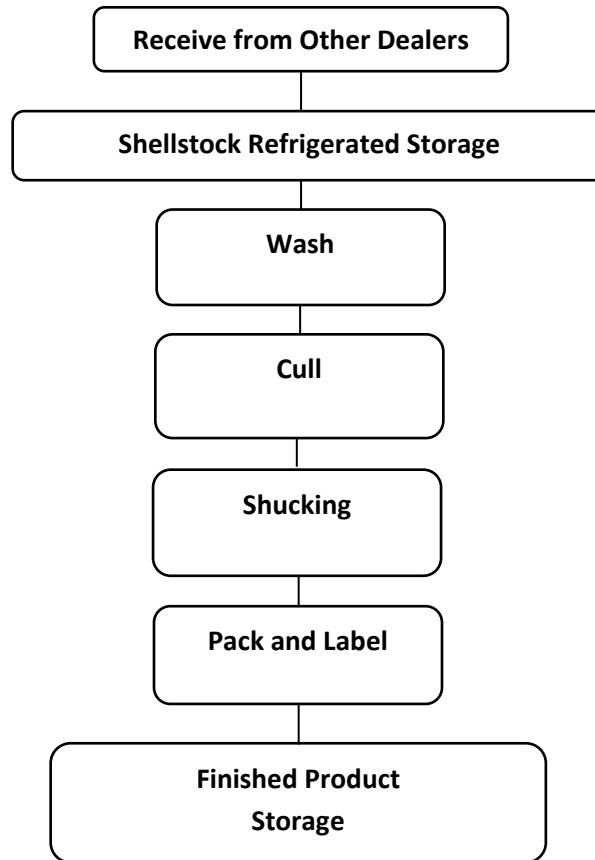 Receive from Other Dealers
Shellstock Refrigerated Storage
Wash
Cull
Shucking
Pack and Label
Finished Product
Storage